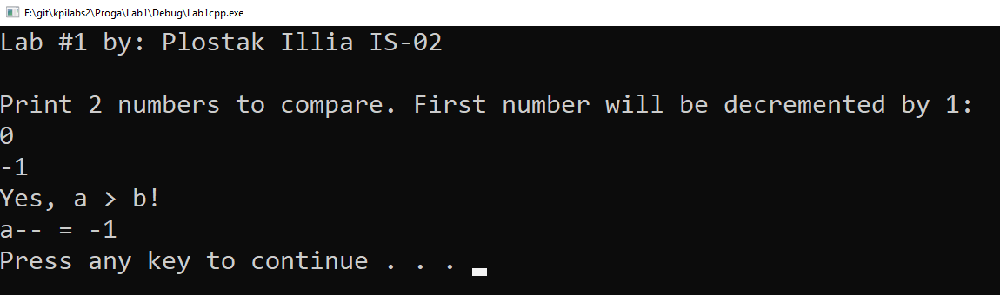 E:\git\kpilabs2\Proga\Lab1\Debug\Lab1cpp.exe
Lab #1 by: Plostak Illia IS-02
Print 2 numbers to compare. First number will be decremented by 1:
0
-1
Yes, a > b!
a-- = -1
Press any key to continue . . .